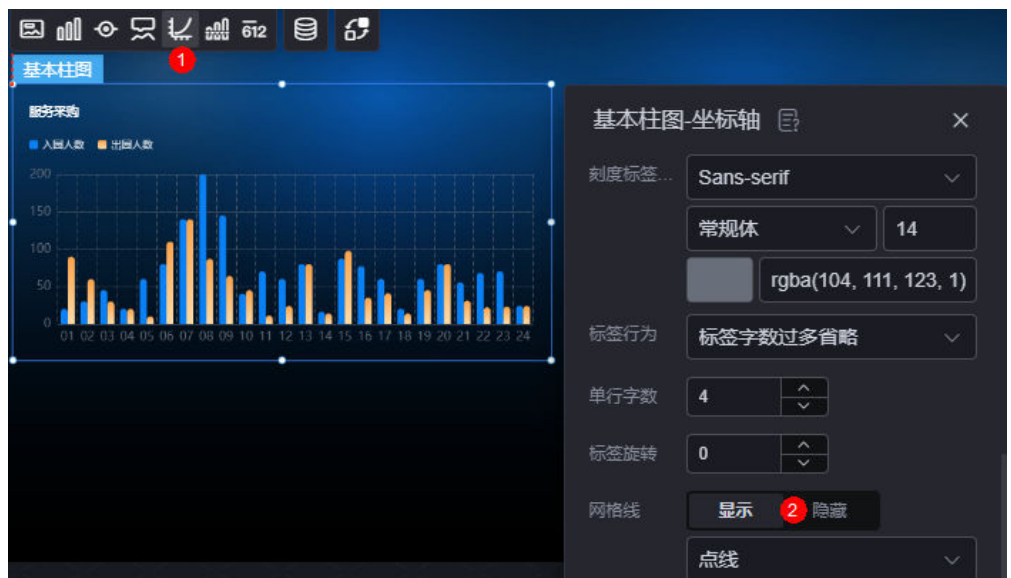 612
1
基本柱图
服务采购
入园人数 出园人数
200
150
100
50
0
01 02 03 04 05 06 07 08 09 10 11 12 13 14 15 16 17 18 19 20 21 22 23 24
基本柱图-坐标轴
刻度标签... Sans-serif
常规体 14
rgba(104, 111, 123, 1)
标签行为 标签字数过多省略
单行字数 4
标签旋转 0
网格线 显示 2 隐藏
点线